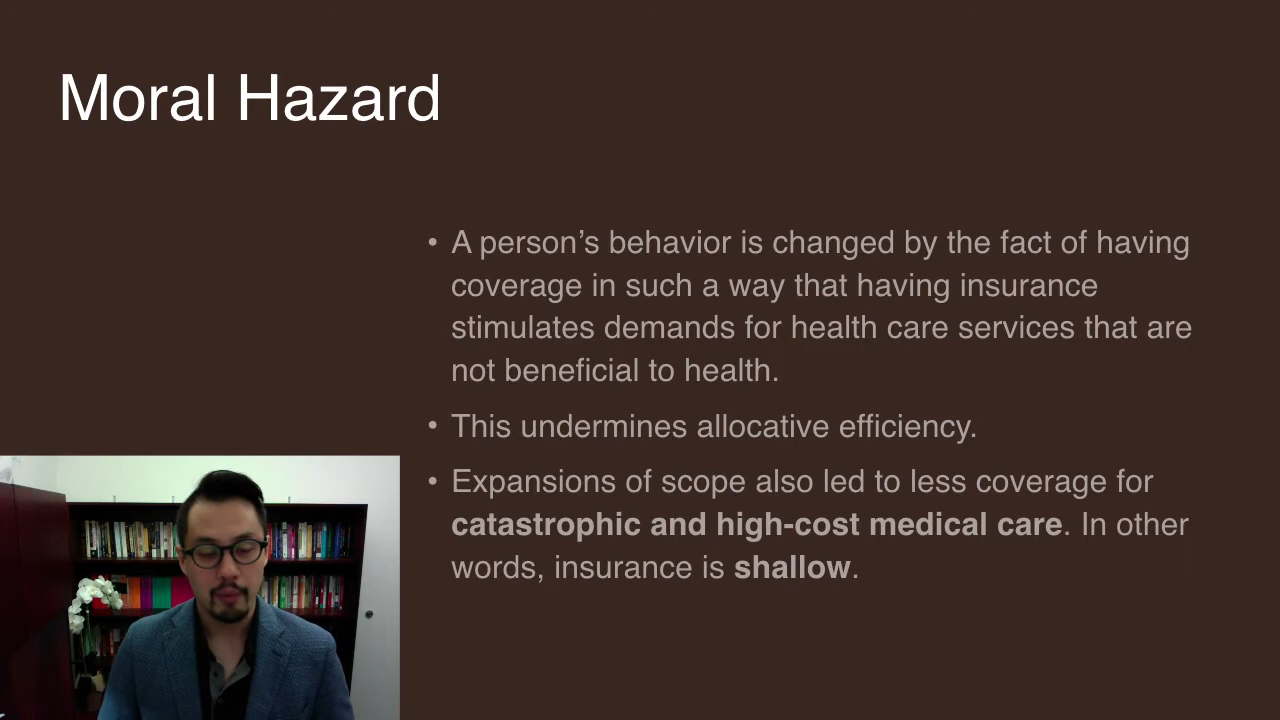 Moral Hazard
• A person’s behavior is changed by the fact of having
coverage in such a way that having insurance
stimulates demands for health care services that are
not beneficial to health.
• This undermines allocative efficiency.
• Expansions of scope also led to less coverage for
catastrophic and high-cost medical care. In other
words, insurance is shallow.